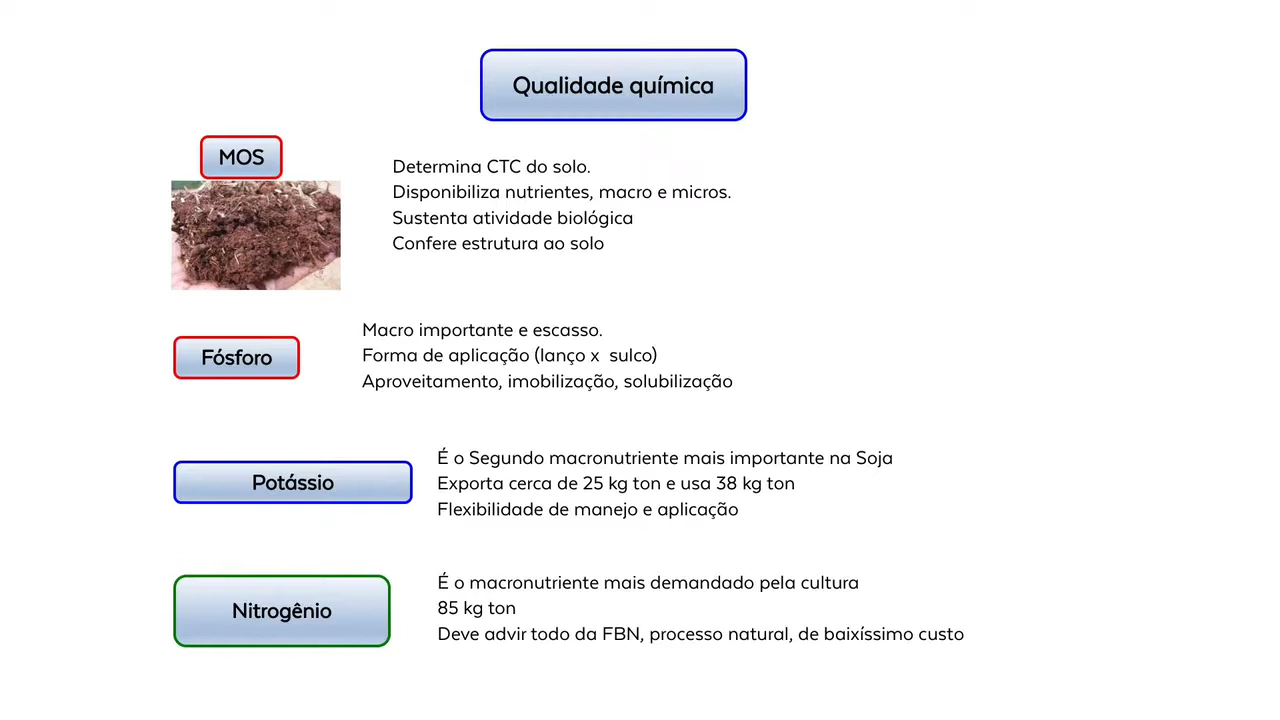 Qualidade química
MOS
Determina CTC do solo.
Disponibiliza nutrientes, macro e micros.
Sustenta atividade biológica
Confere estrutura ao solo
Fósforo
Macro importante e escasso.
Forma de aplicação (lanço x  sulco)
Aproveitamento, imobilização, solubilização
Potássio
É o Segundo macronutriente mais importante na Soja
Exporta cerca de 25 kg ton e usa 38 kg ton
Flexibilidade de manejo e aplicação
Nitrogênio
É o macronutriente mais demandado pela cultura
85 kg ton
Deve advir todo da FBN, processo natural, de baixíssimo custo